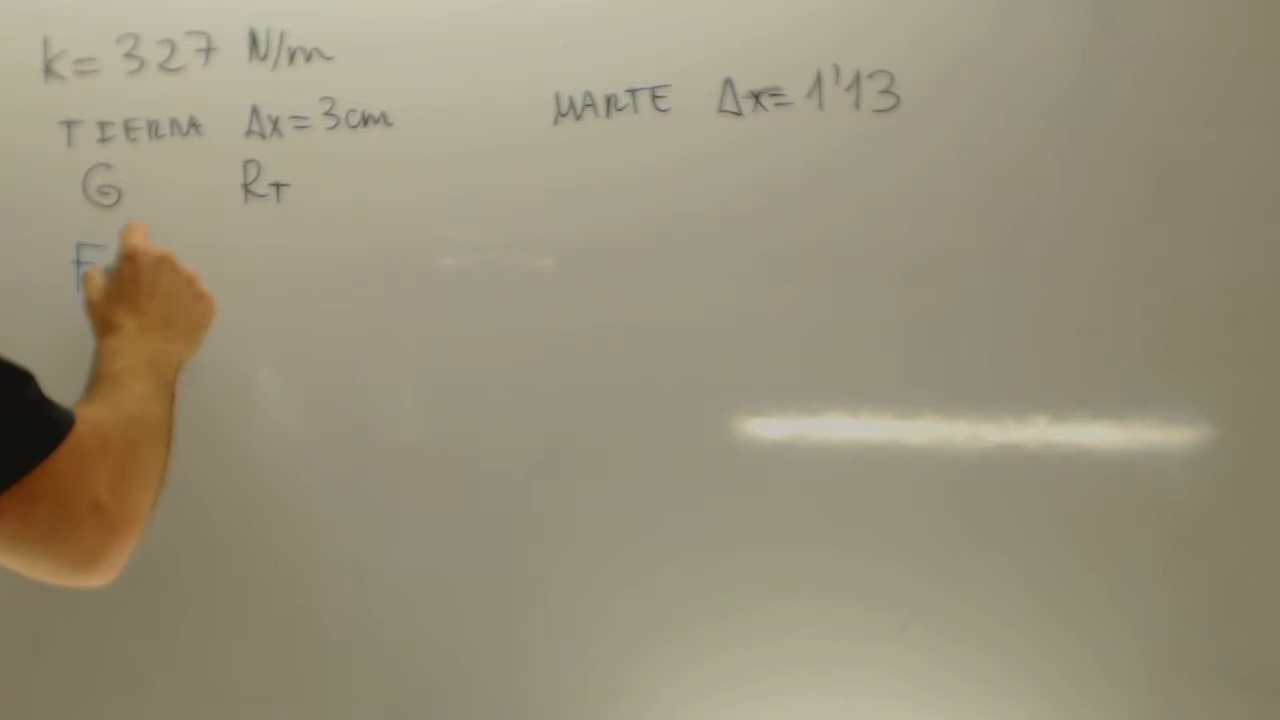 k = 327 N/m
TIERRA Δx = 3cm
MARTE Δx = 1'13
G R_T
F